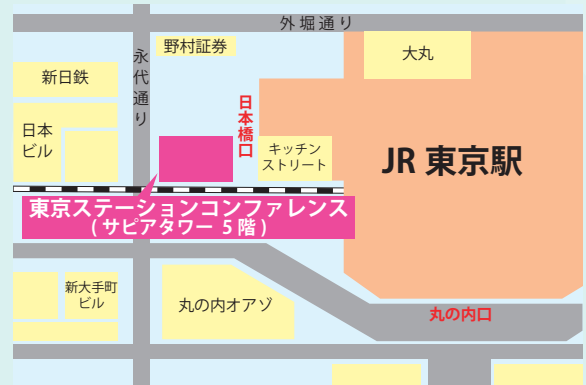 外堀通り
永代通り
野村証券
大丸
新日鉄
日本
ビル
日本橋口
キッチン
ストリート
JR 東京駅
東京ステーションコンファレンス
( サピアタワー 5 階 )
新大手町
ビル
丸の内オアゾ
丸の内口